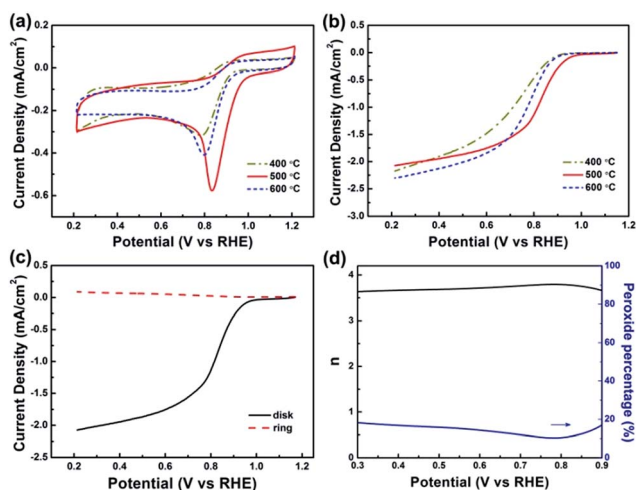 (a)
0.2
0.0
-0.2
-0.4
-0.6
Current Density (mA/cm²)
400 °C
500 °C
600 °C
0.2 0.4 0.6 0.8 1.0 1.2
Potential (V vs RHE)
(b)
0.5
0.0
-0.5
-1.0
-1.5
-2.0
-2.5
-3.0
Current Density (mA/cm²)
400 °C
500 °C
600 °C
0.2 0.4 0.6 0.8 1.0 1.2
Potential (V vs RHE)
(c)
0.5
0.0
-0.5
-1.0
-1.5
-2.0
-2.5
Current Density (mA/cm²)
disk
ring
0.2 0.4 0.6 0.8 1.0 1.2
Potential (V vs RHE)
(d)
4
3
2
1
0
n
100
80
60
40
20
0
Peroxide percentage (%)
0.3 0.4 0.5 0.6 0.7 0.8 0.9
Potential (V vs RHE)